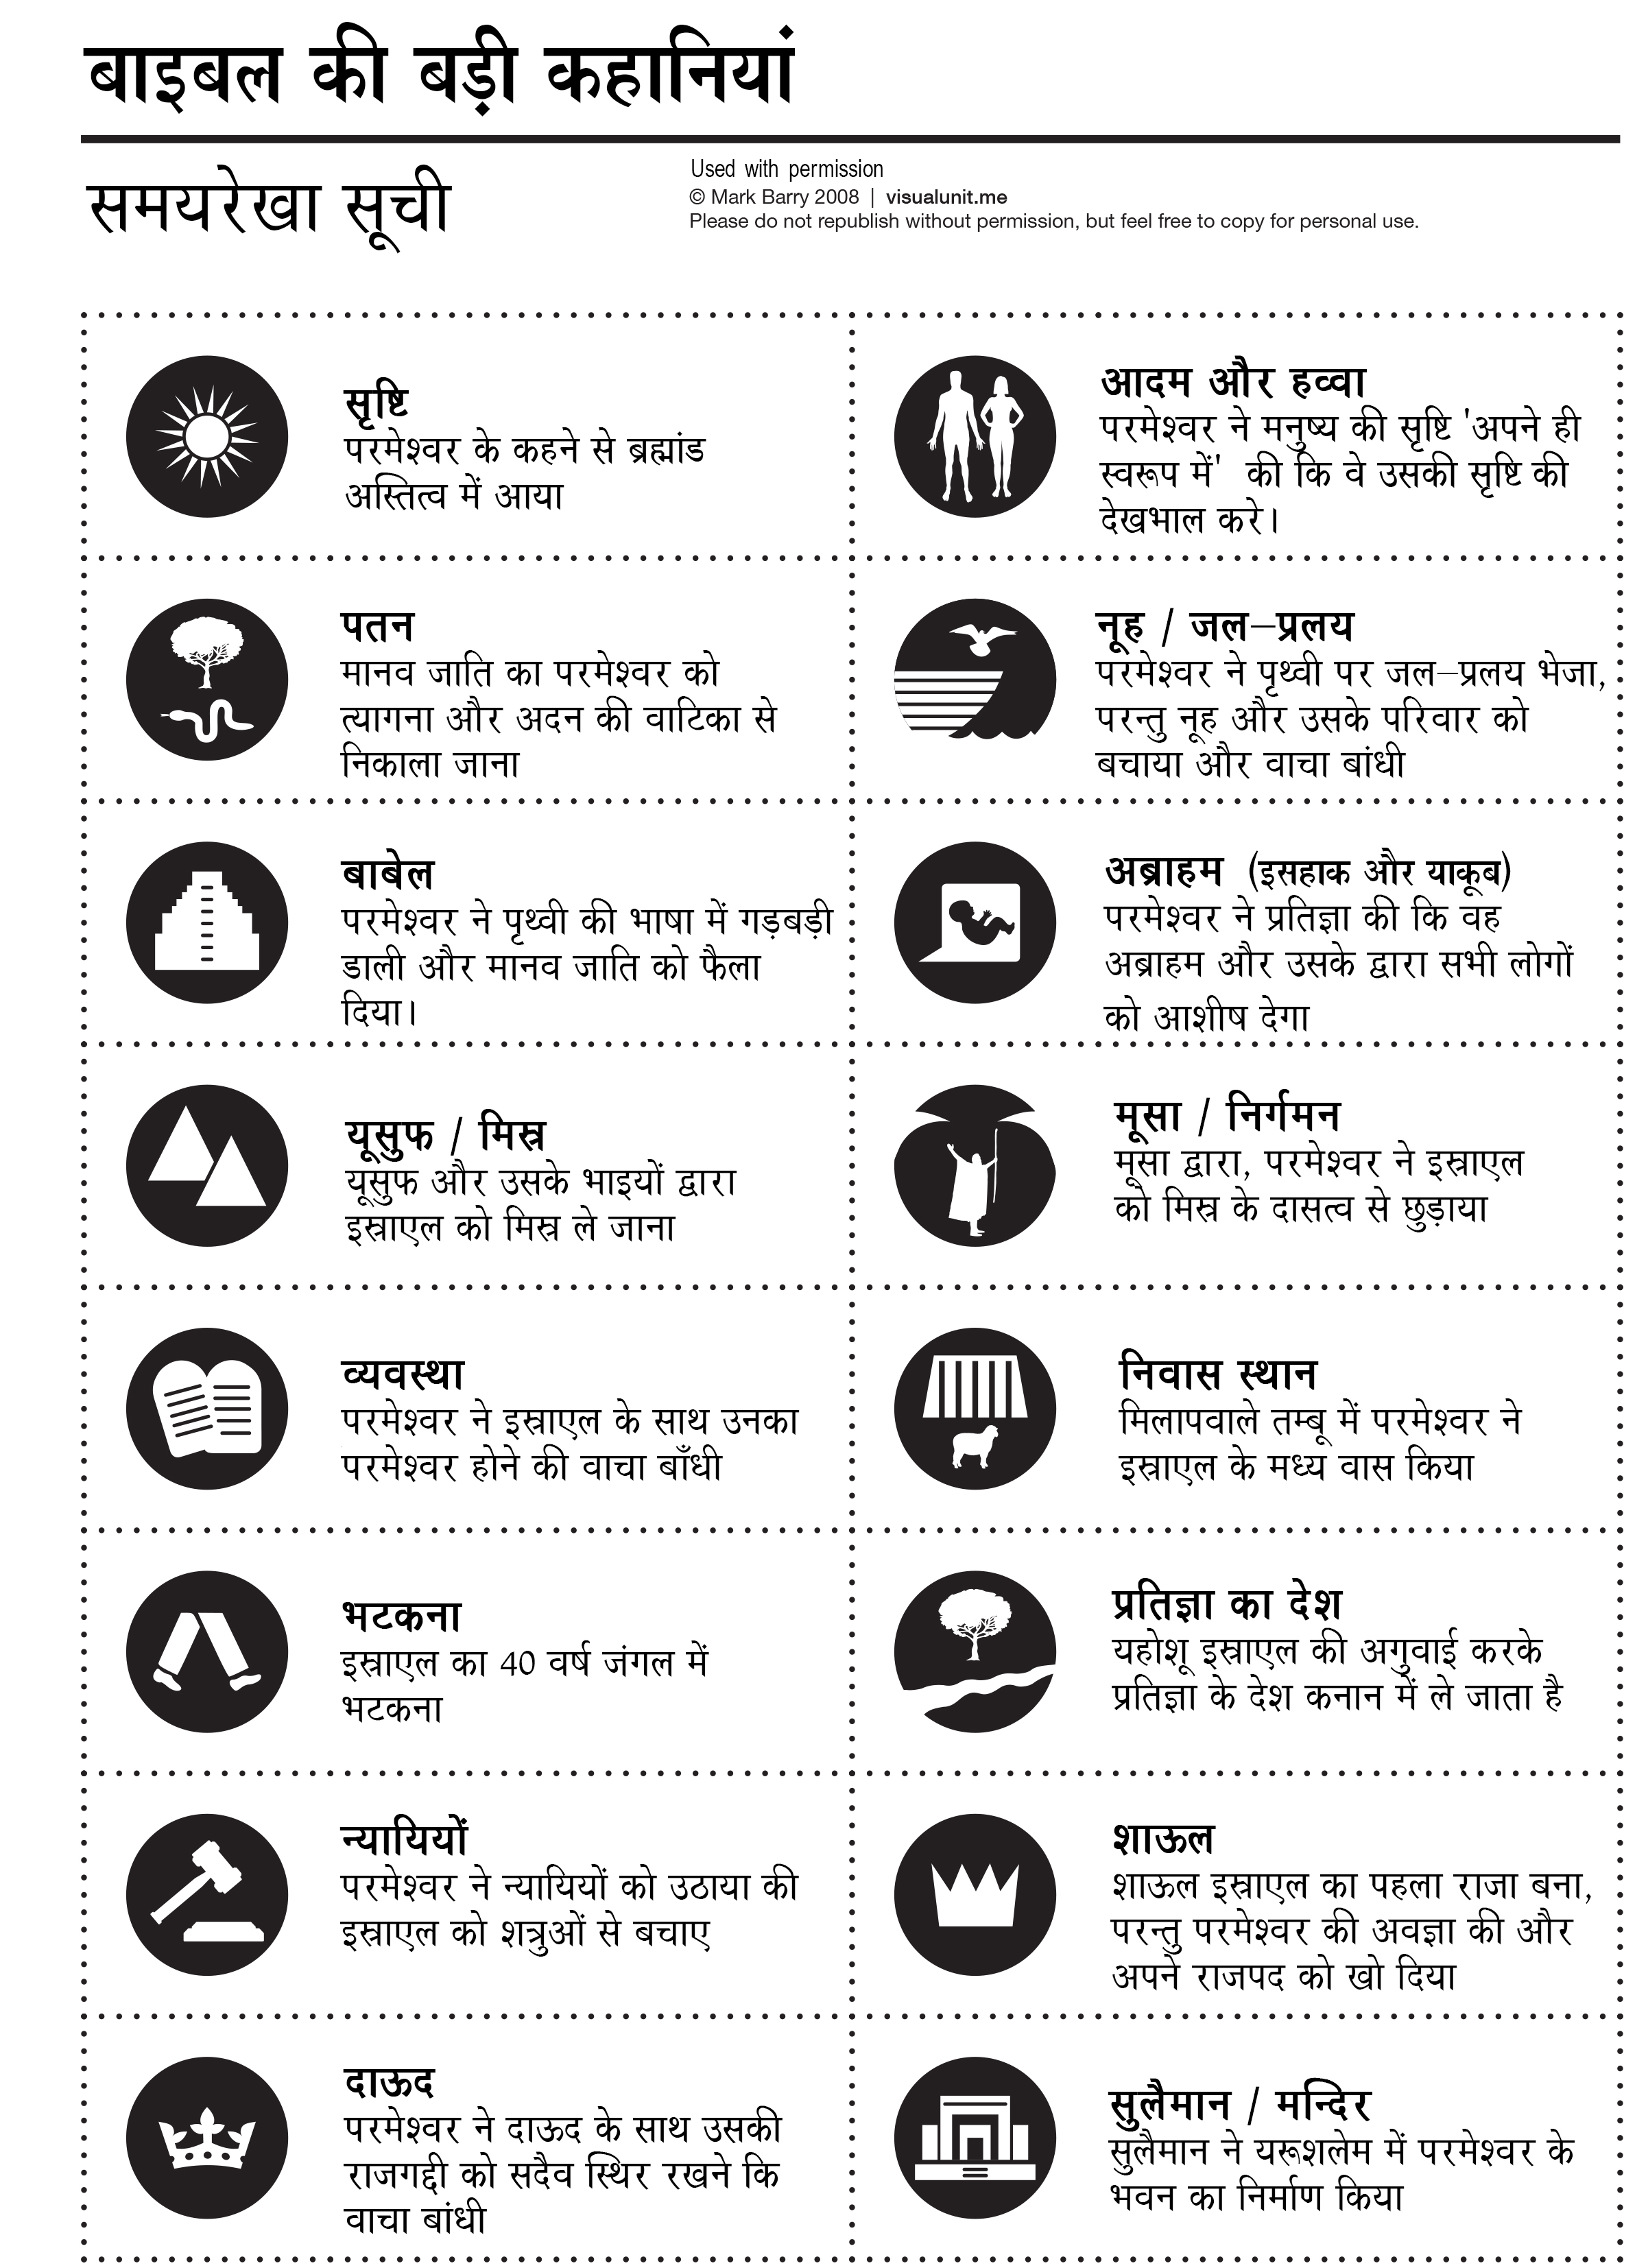 बाइबल की बड़ी कहानियां
समयरेखा सूची
Used with permission
© Mark Barry 2008 | visualunit.me
Please do not republish without permission, but feel free to copy for personal use.
सृष्टि
परमेश्वर के कहने से ब्रह्मांड
अस्तित्व में आया
आदम और हव्वा
परमेश्वर ने मनुष्य की सृष्टि 'अपने ही
स्वरूप में' की कि वे उसकी सृष्टि की
देखभाल करे।
पतन
मानव जाति का परमेश्वर को
त्यागना और अदन की वाटिका से
निकाला जाना
नूह / जल–प्रलय
परमेश्वर ने पृथ्वी पर जल–प्रलय भेजा,
परन्तु नूह और उसके परिवार को
बचाया और वाचा बांधी
बाबेल
परमेश्वर ने पृथ्वी की भाषा में गड़बड़ी
डाली और मानव जाति को फैला
दिया।
अब्राहम (इसहाक और याकूब)
परमेश्वर ने प्रतिज्ञा की कि वह
अब्राहम और उसके द्वारा सभी लोगों
को आशीष देगा
यूसुफ / मिस्र
यूसुफ और उसके भाइयों द्वारा
इस्राएल को मिस्र ले जाना
मूसा / निर्गमन
मूसा द्वारा, परमेश्वर ने इस्राएल
को मिस्र के दासत्व से छुड़ाया
व्यवस्था
परमेश्वर ने इस्राएल के साथ उनका
परमेश्वर होने की वाचा बाँधी
निवास स्थान
मिलापवाले तम्बू में परमेश्वर ने
इस्राएल के मध्य वास किया
भटकना
इस्राएल का 40 वर्ष जंगल में
भटकना
प्रतिज्ञा का देश
यहोशू इस्राएल की अगुवाई करके
प्रतिज्ञा के देश कनान में ले जाता है
न्यायियों
परमेश्वर ने न्यायियों को उठाया की
इस्राएल को शत्रुओं से बचाए
शाऊल
शाऊल इस्राएल का पहला राजा बना,
परन्तु परमेश्वर की अवज्ञा की और
अपने राजपद को खो दिया
दाऊद
परमेश्वर ने दाऊद के साथ उसकी
राजगद्दी को सदैव स्थिर रखने कि
वाचा बांधी
सुलैमान / मन्दिर
सुलैमान ने यरूशलेम में परमेश्वर के
भवन का निर्माण किया